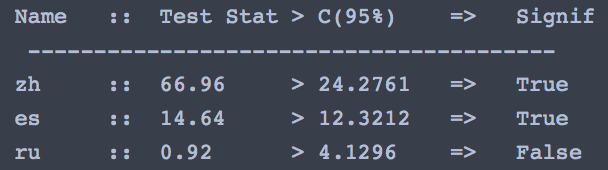 Name :: Test Stat > C(95%) => Signif
--------------------------------------------
zh :: 66.96 > 24.2761 => True
es :: 14.64 > 12.3212 => True
ru :: 0.92 > 4.1296 => False